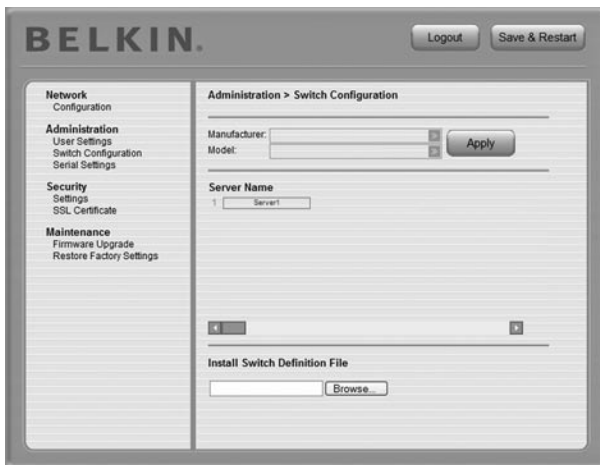 BELKIN.
Logout
Save & Restart
Network
Configuration
Administration
User Settings
Switch Configuration
Serial Settings
Security
Settings
SSL Certificate
Maintenance
Firmware Upgrade
Restore Factory Settings
Administration > Switch Configuration
Manufacturer:
Model:
Apply
Server Name
1 Server1
Install Switch Definition File
Browse...